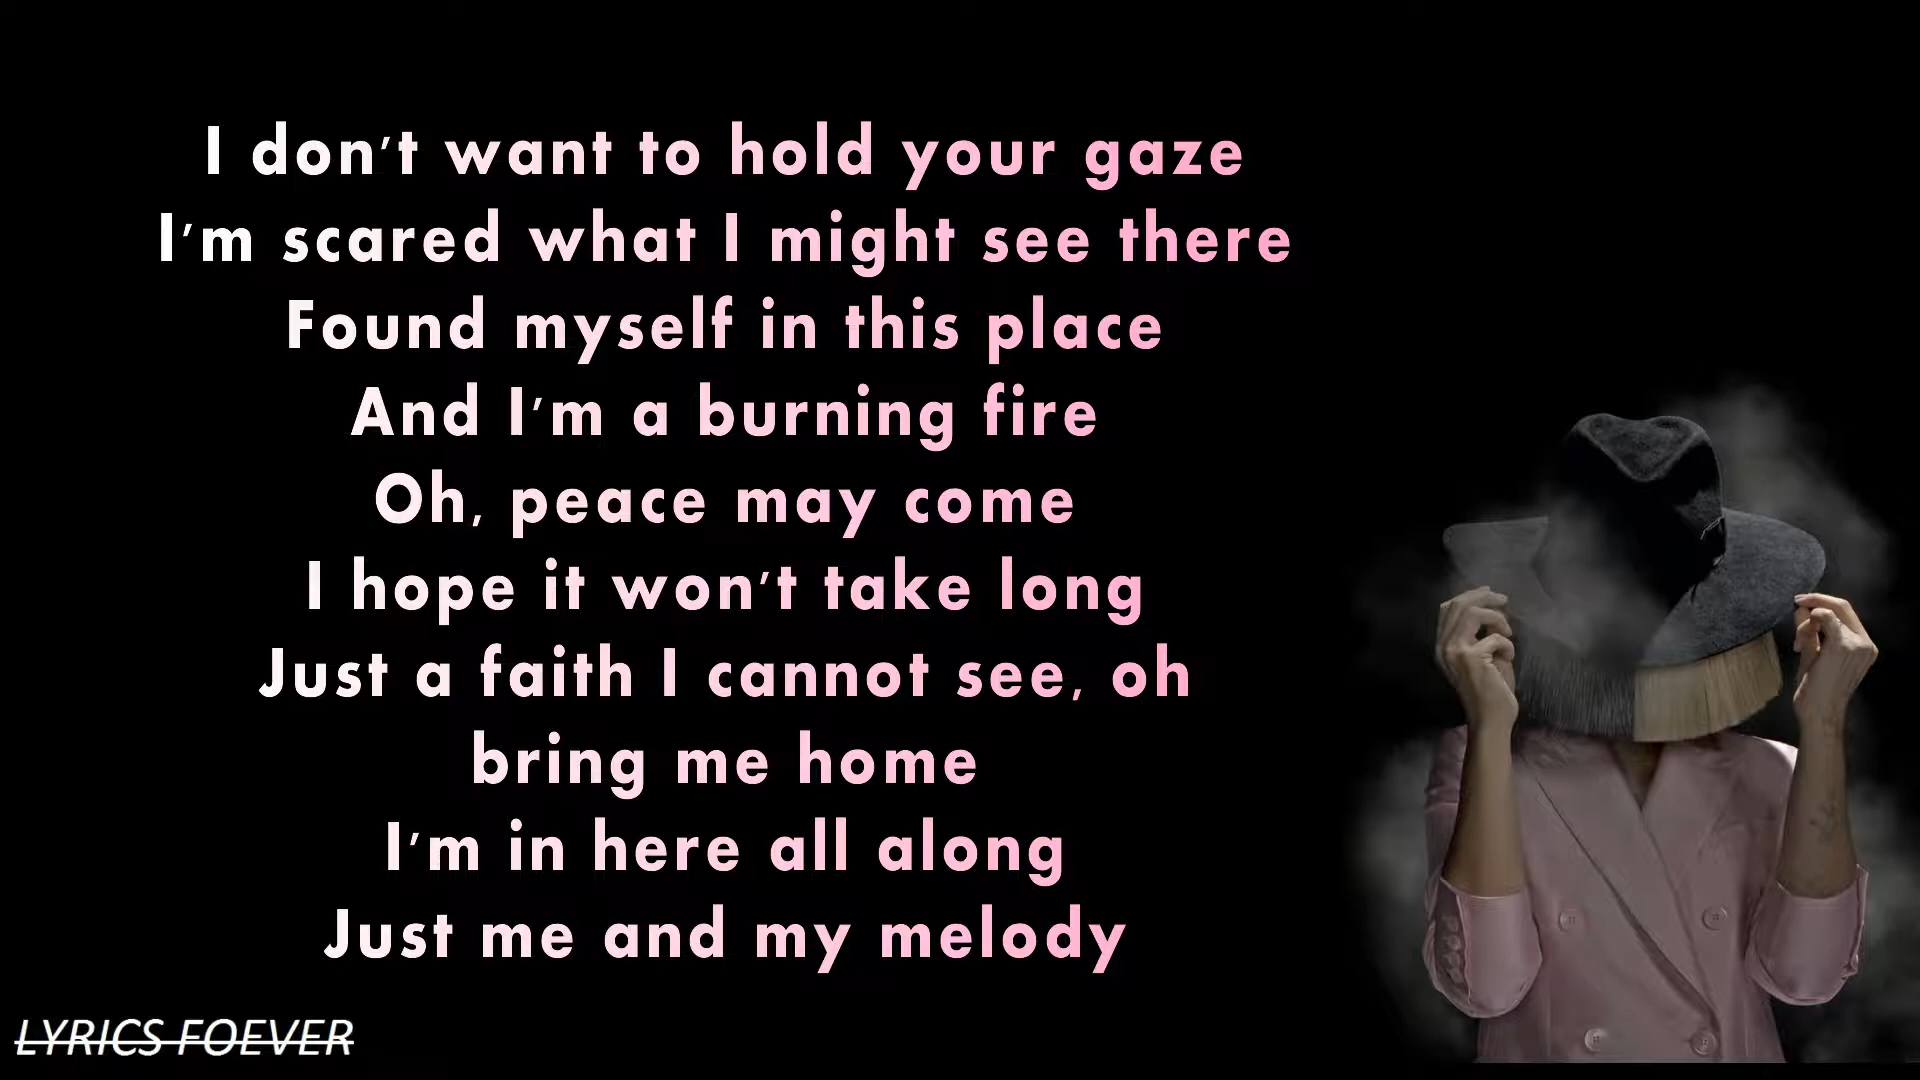 I don't want to hold your gaze
I'm scared what I might see there
Found myself in this place
And I'm a burning fire
Oh, peace may come
I hope it won't take long
Just a faith I cannot see, oh
bring me home
I'm in here all along
Just me and my melody
LYRICS FOEVER